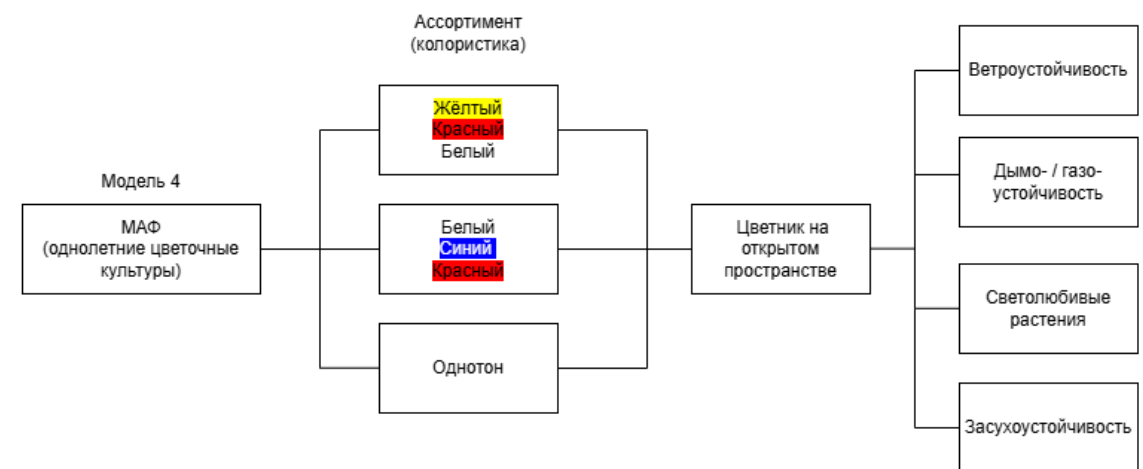 Ассортимент
(колористика)
Жёлтый
Красный
Белый
Модель 4
МАФ
(однолетние цветочные
культуры)
Белый
Синий
Красный
Однотон
Цветник на
открытом
пространстве
Ветроустойчивость
Дымо- / газо-
устойчивость
Светолюбивые
растения
Засухоустойчивость